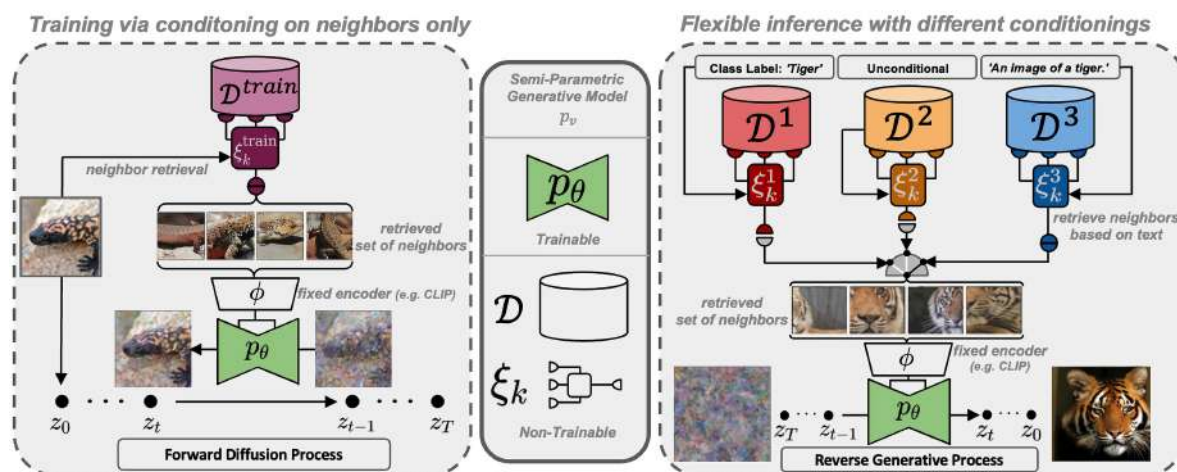 Training via conditoning on neighbors only
𝒟^train
ξ_k^train
neighbor retrieval
retrieved
set of neighbors
ϕ
fixed encoder (e.g. CLIP)
p_θ
z_0 ···· z_t z_{t-1} ···· z_T
Forward Diffusion Process
Semi-Parametric
Generative Model
p_v
p_θ
Trainable
𝒟
ξ_k
Non-Trainable
Flexible inference with different conditionings
Class Label: 'Tiger'
Unconditional
'An image of a tiger.'
𝒟^1
𝒟^2
𝒟^3
ξ_k^1
ξ_k^2
ξ_k^3
retrieve neighbors
based on text
retrieved
set of neighbors
ϕ
fixed encoder
(e.g. CLIP)
p_θ
z_T ··· z_{t-1} z_t ··· z_0
Reverse Generative Process